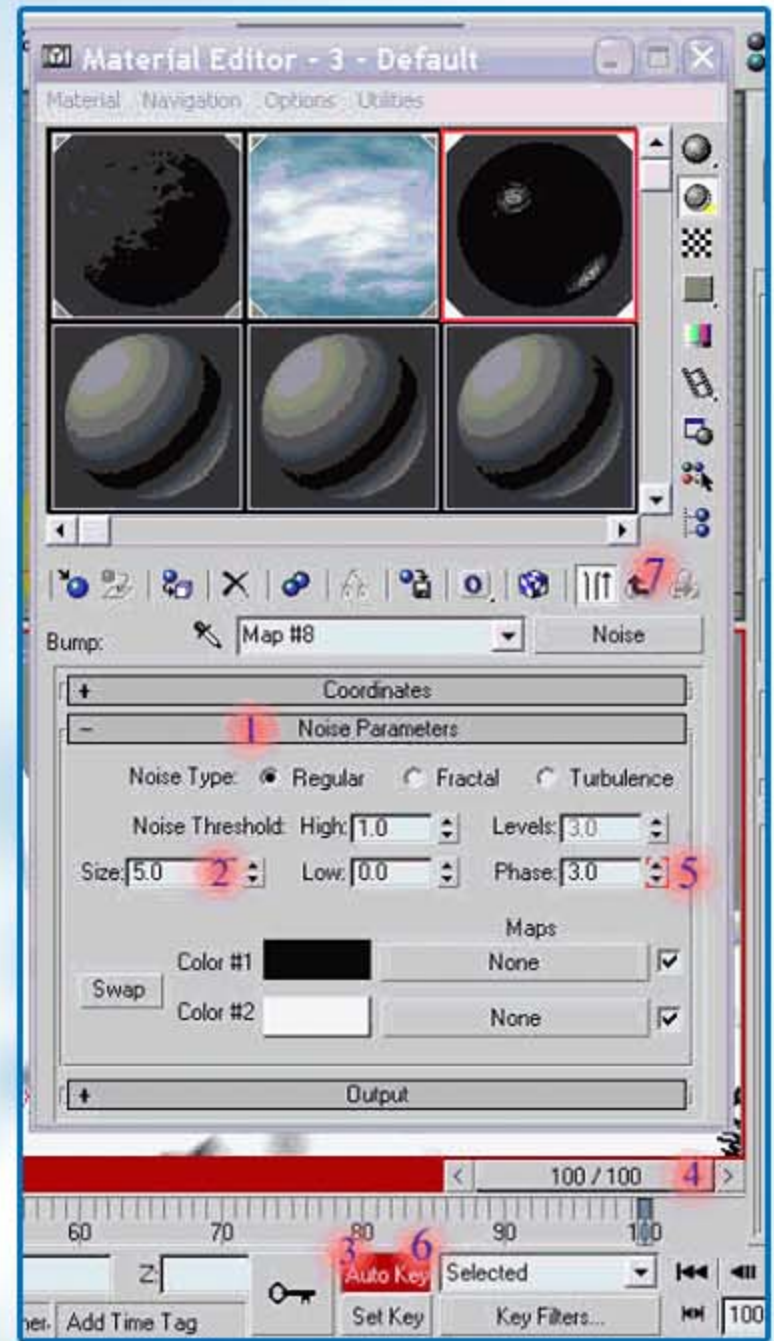 Material Editor - 3 - Default
Material Navigation Options Utilities
7
Bump: Map #8 Noise
+ Coordinates
- 1 Noise Parameters
Noise Type: Regular Fractal Turbulence
Noise Threshold: High: 1.0 Levels: 3.0
Size: 5.0 2 Low: 0.0 Phase: 3.0 5
Maps
Color #1 None
Swap
Color #2 None
+ Output
< 100 / 100 4 >
60 70 80 90 100
3 6
Z: Auto Key Selected
Add Time Tag Set Key Key Filters... 100